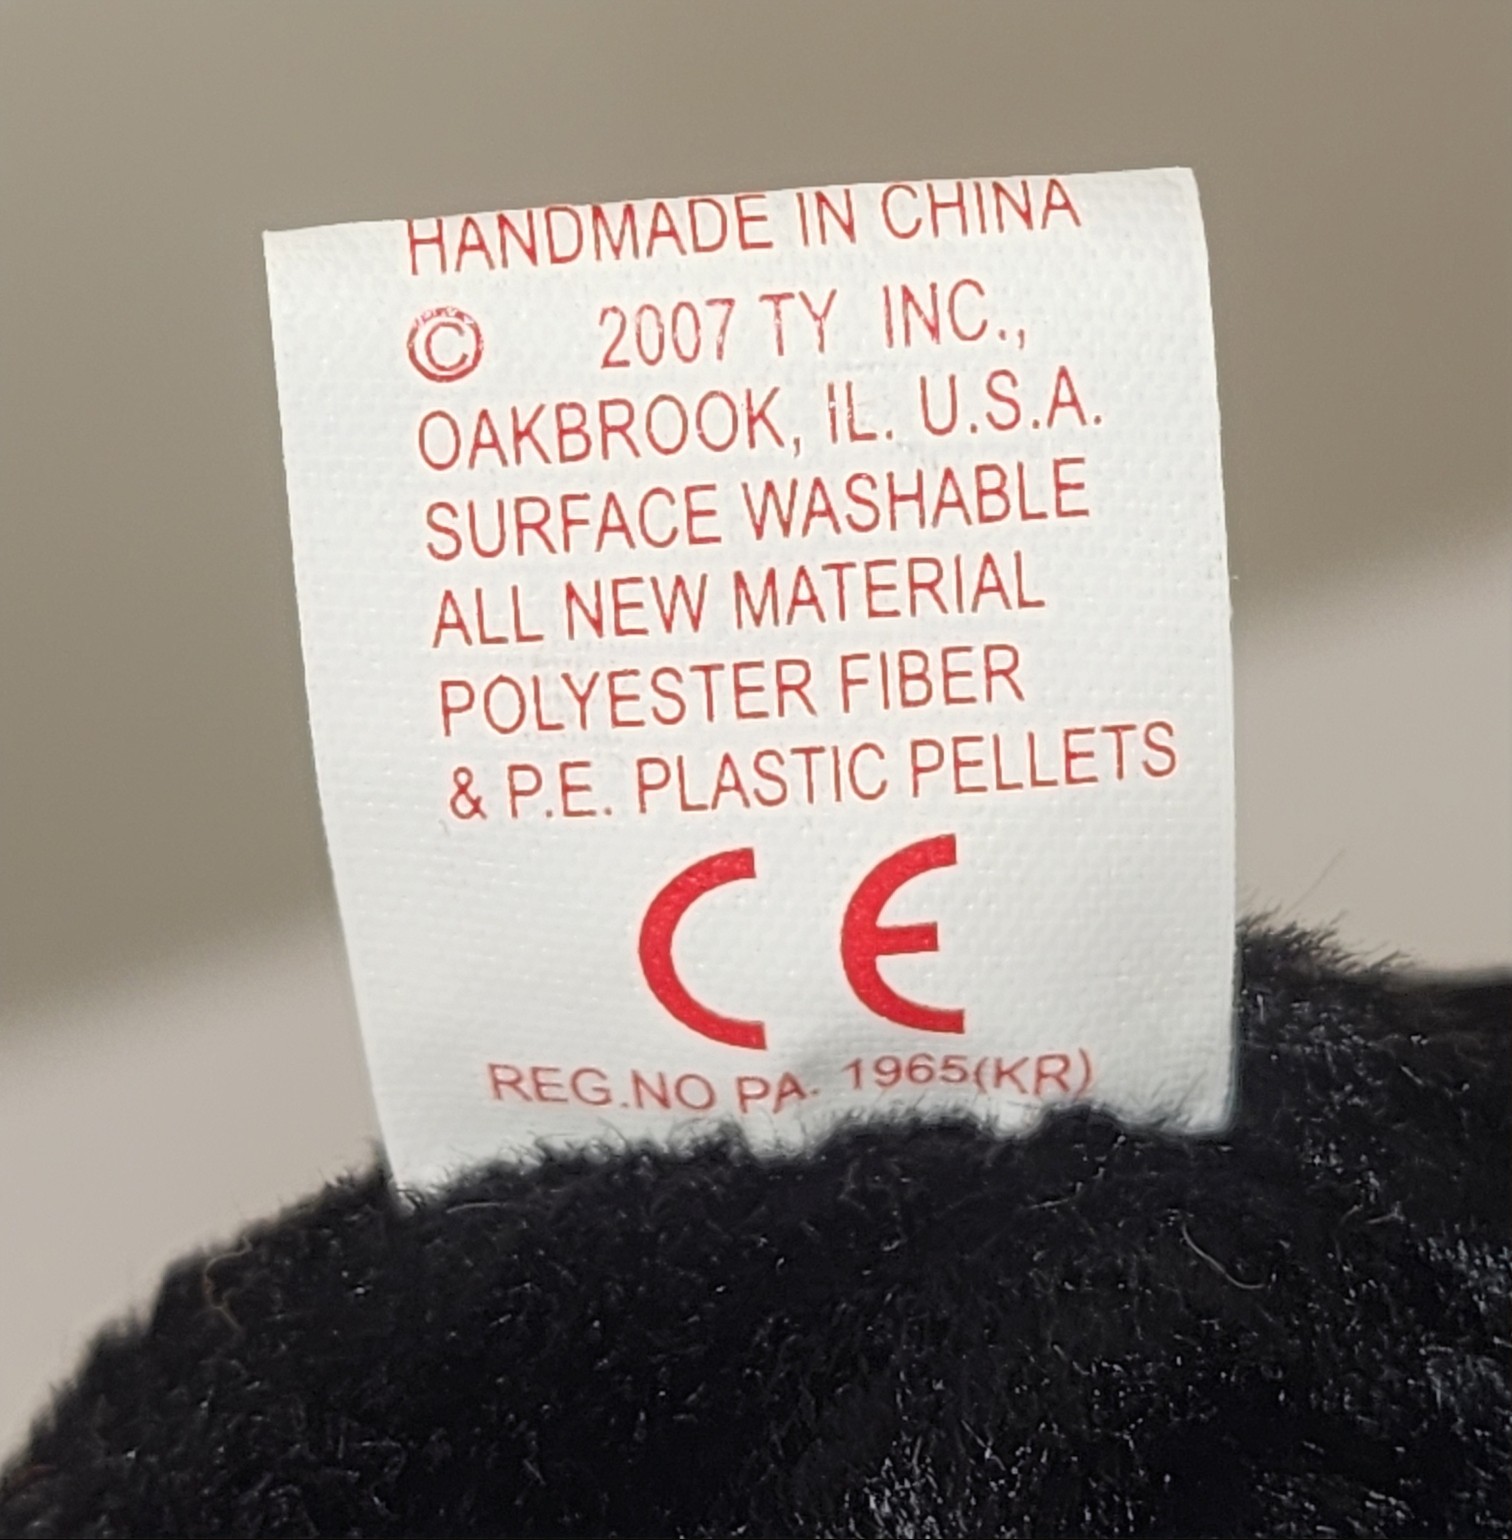 HANDMADE IN CHINA
© 2007 TY INC.,
OAKBROOK, IL. U.S.A.
SURFACE WASHABLE
ALL NEW MATERIAL
POLYESTER FIBER
& P.E. PLASTIC PELLETS
CE
REG.NO PA. 1965(KR)